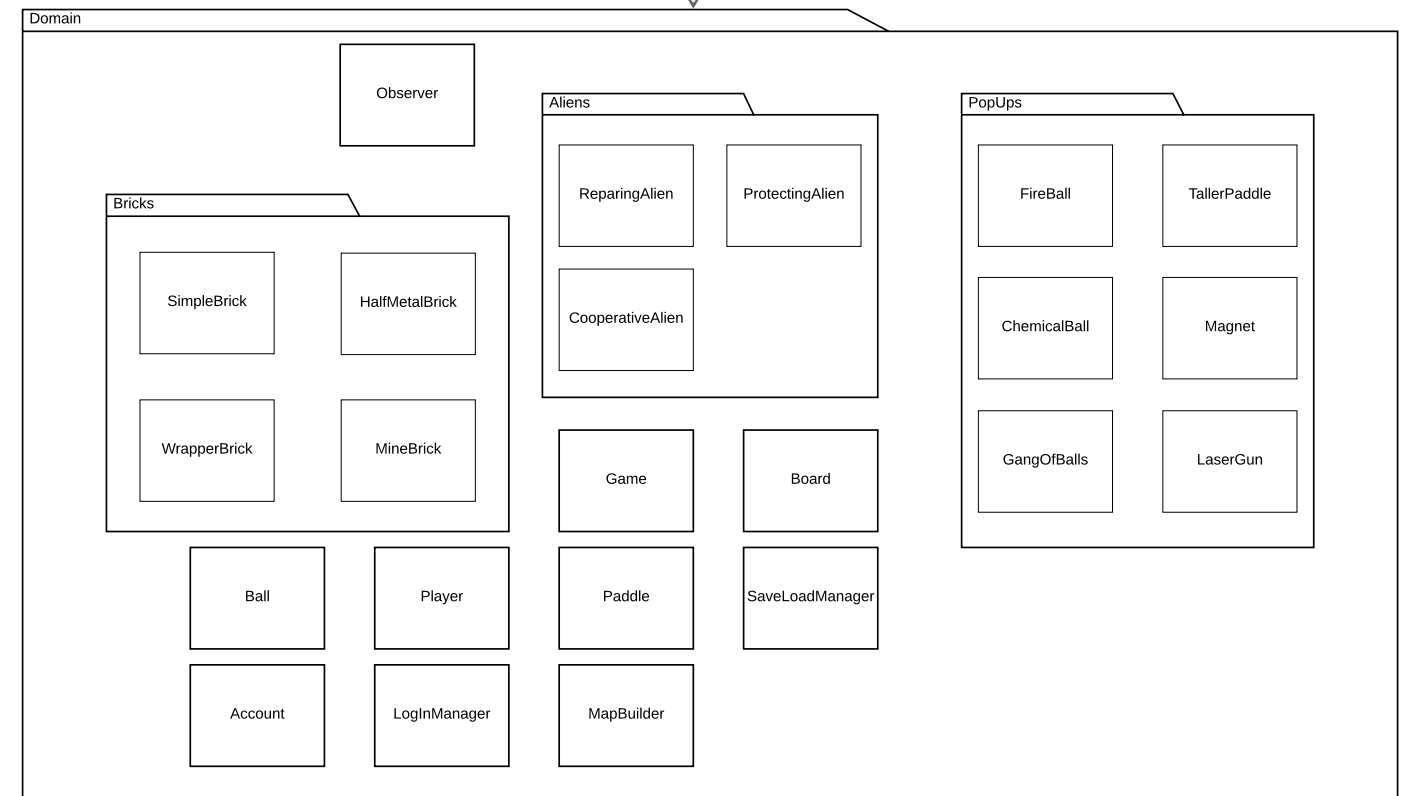 Domain
Observer
Aliens
PopUps
ReparingAlien
ProtectingAlien
FireBall
TallerPaddle
Bricks
SimpleBrick
HalfMetalBrick
CooperativeAlien
ChemicalBall
Magnet
WrapperBrick
MineBrick
Game
Board
GangOfBalls
LaserGun
Ball
Player
Paddle
SaveLoadManager
Account
LogInManager
MapBuilder